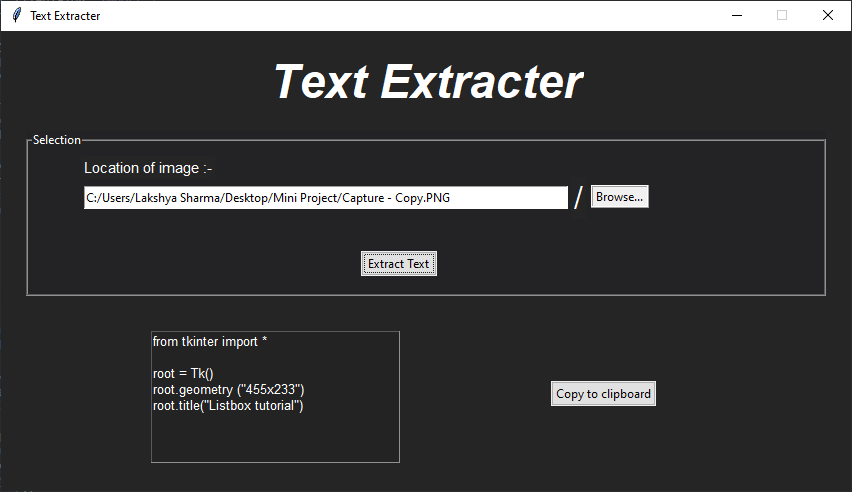 Text Extracter
Text Extracter
Selection
Location of image :-
C:/Users/Lakshya Sharma/Desktop/Mini Project/Capture - Copy.PNG / Browse...
Extract Text
from tkinter import *
root = Tk()
root.geometry ("455x233")
root.title("Listbox tutorial")
Copy to clipboard